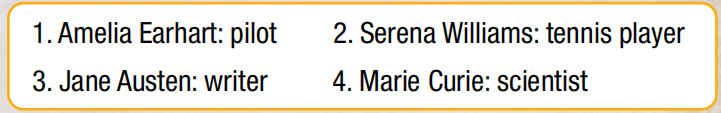 1. Amelia Earhart: pilot 2. Serena Williams: tennis player
3. Jane Austen: writer 4. Marie Curie: scientist